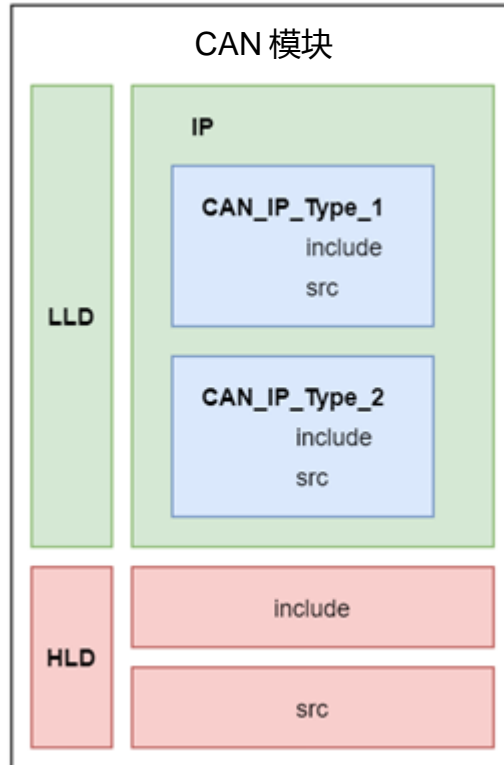 CAN 模块
LLD
IP
CAN_IP_Type_1
include
src
CAN_IP_Type_2
include
src
HLD
include
src